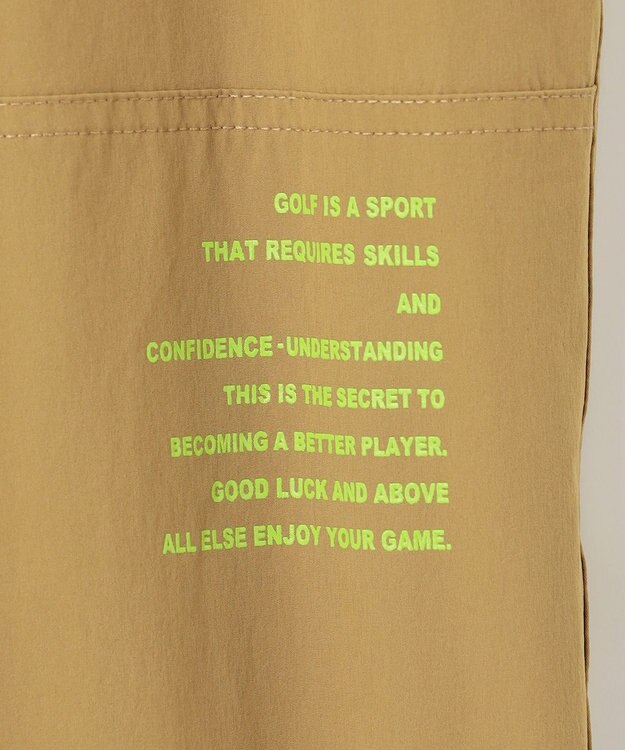 GOLF IS A SPORT
THAT REQUIRES SKILLS
AND
CONFIDENCE -UNDERSTANDING
THIS IS THE SECRET TO
BECOMING A BETTER PLAYER.
GOOD LUCK AND ABOVE
ALL ELSE ENJOY YOUR GAME.